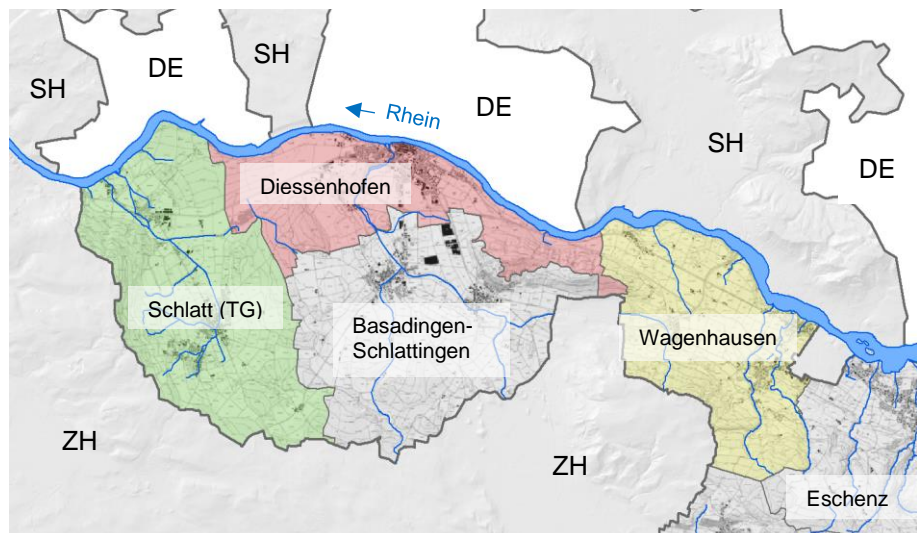 SH
DE
SH
Rhein
DE
SH
DE
Diessenhofen
Schlatt (TG)
Basadingen-
Schlattingen
Wagenhausen
ZH
ZH
Eschenz